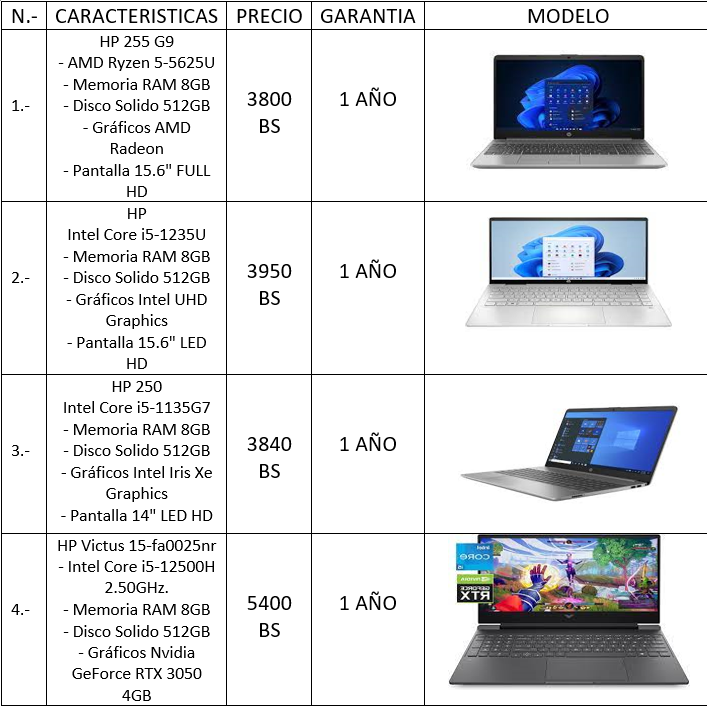 N.- CARACTERISTICAS PRECIO GARANTIA MODELO
1.-
HP 255 G9
- AMD Ryzen 5-5625U
- Memoria RAM 8GB
- Disco Solido 512GB
- Gráficos AMD
Radeon
- Pantalla 15.6" FULL
HD
3800
BS
1 AÑO
2.-
HP
Intel Core i5-1235U
- Memoria RAM 8GB
- Disco Solido 512GB
- Gráficos Intel UHD
Graphics
- Pantalla 15.6" LED
HD
3950
BS
1 AÑO
3.-
HP 250
Intel Core i5-1135G7
- Memoria RAM 8GB
- Disco Solido 512GB
- Gráficos Intel Iris Xe
Graphics
- Pantalla 14" LED HD
3840
BS
1 AÑO
4.-
HP Victus 15-fa0025nr
- Intel Core i5-12500H
2.50GHz.
- Memoria RAM 8GB
- Disco Solido 512GB
- Gráficos Nvidia
GeForce RTX 3050
4GB
5400
BS
1 AÑO
intel
CORE
i5
GEFORCE
RTX